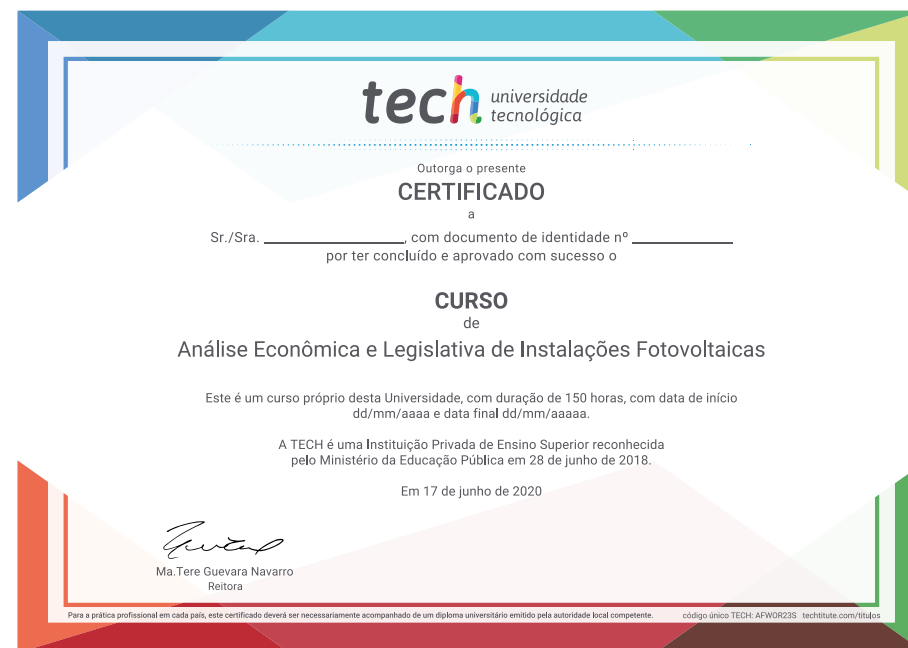 tech universidade
tecnológica
Outorga o presente
CERTIFICADO
a
Sr./Sra. ______________, com documento de identidade nº __________
por ter concluído e aprovado com sucesso o
CURSO
de
Análise Econômica e Legislativa de Instalações Fotovoltaicas
Este é um curso próprio desta Universidade, com duração de 150 horas, com data de início
dd/mm/aaaa e data final dd/mm/aaaaa.
A TECH é uma Instituição Privada de Ensino Superior reconhecida
pelo Ministério da Educação Pública em 28 de junho de 2018.
Em 17 de junho de 2020
Ma.Tere Guevara Navarro
Reitora
Para a prática profissional em cada país, este certificado deverá ser necessariamente acompanhado de um diploma universitário emitido pela autoridade local competente. código único TECH: AFWOR23S techtitute.com/titulos